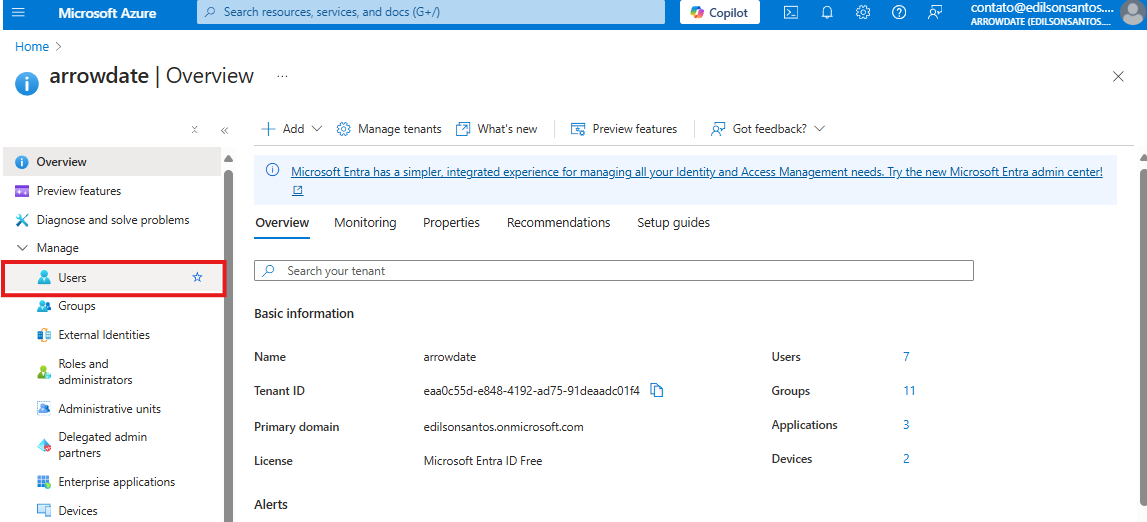 Microsoft Azure
Search resources, services, and docs (G+/)
Copilot
contato@edilsonsantos....
ARROWDATE (EDILSONSANTOS....
Home
arrowdate | Overview
...
Add
Manage tenants
What's new
Preview features
Got feedback?
Overview
Preview features
Diagnose and solve problems
Manage
Users
Groups
External Identities
Roles and
administrators
Administrative units
Delegated admin
partners
Enterprise applications
Devices
Microsoft Entra has a simpler, integrated experience for managing all your Identity and Access Management needs. Try the new Microsoft Entra admin center!
Overview Monitoring Properties Recommendations Setup guides
Search your tenant
Basic information
Name arrowdate Users 7
Tenant ID eaa0c55d-e848-4192-ad75-91deaadc01f4 Groups 11
Primary domain edilsonsantos.onmicrosoft.com Applications 3
License Microsoft Entra ID Free Devices 2
Alerts